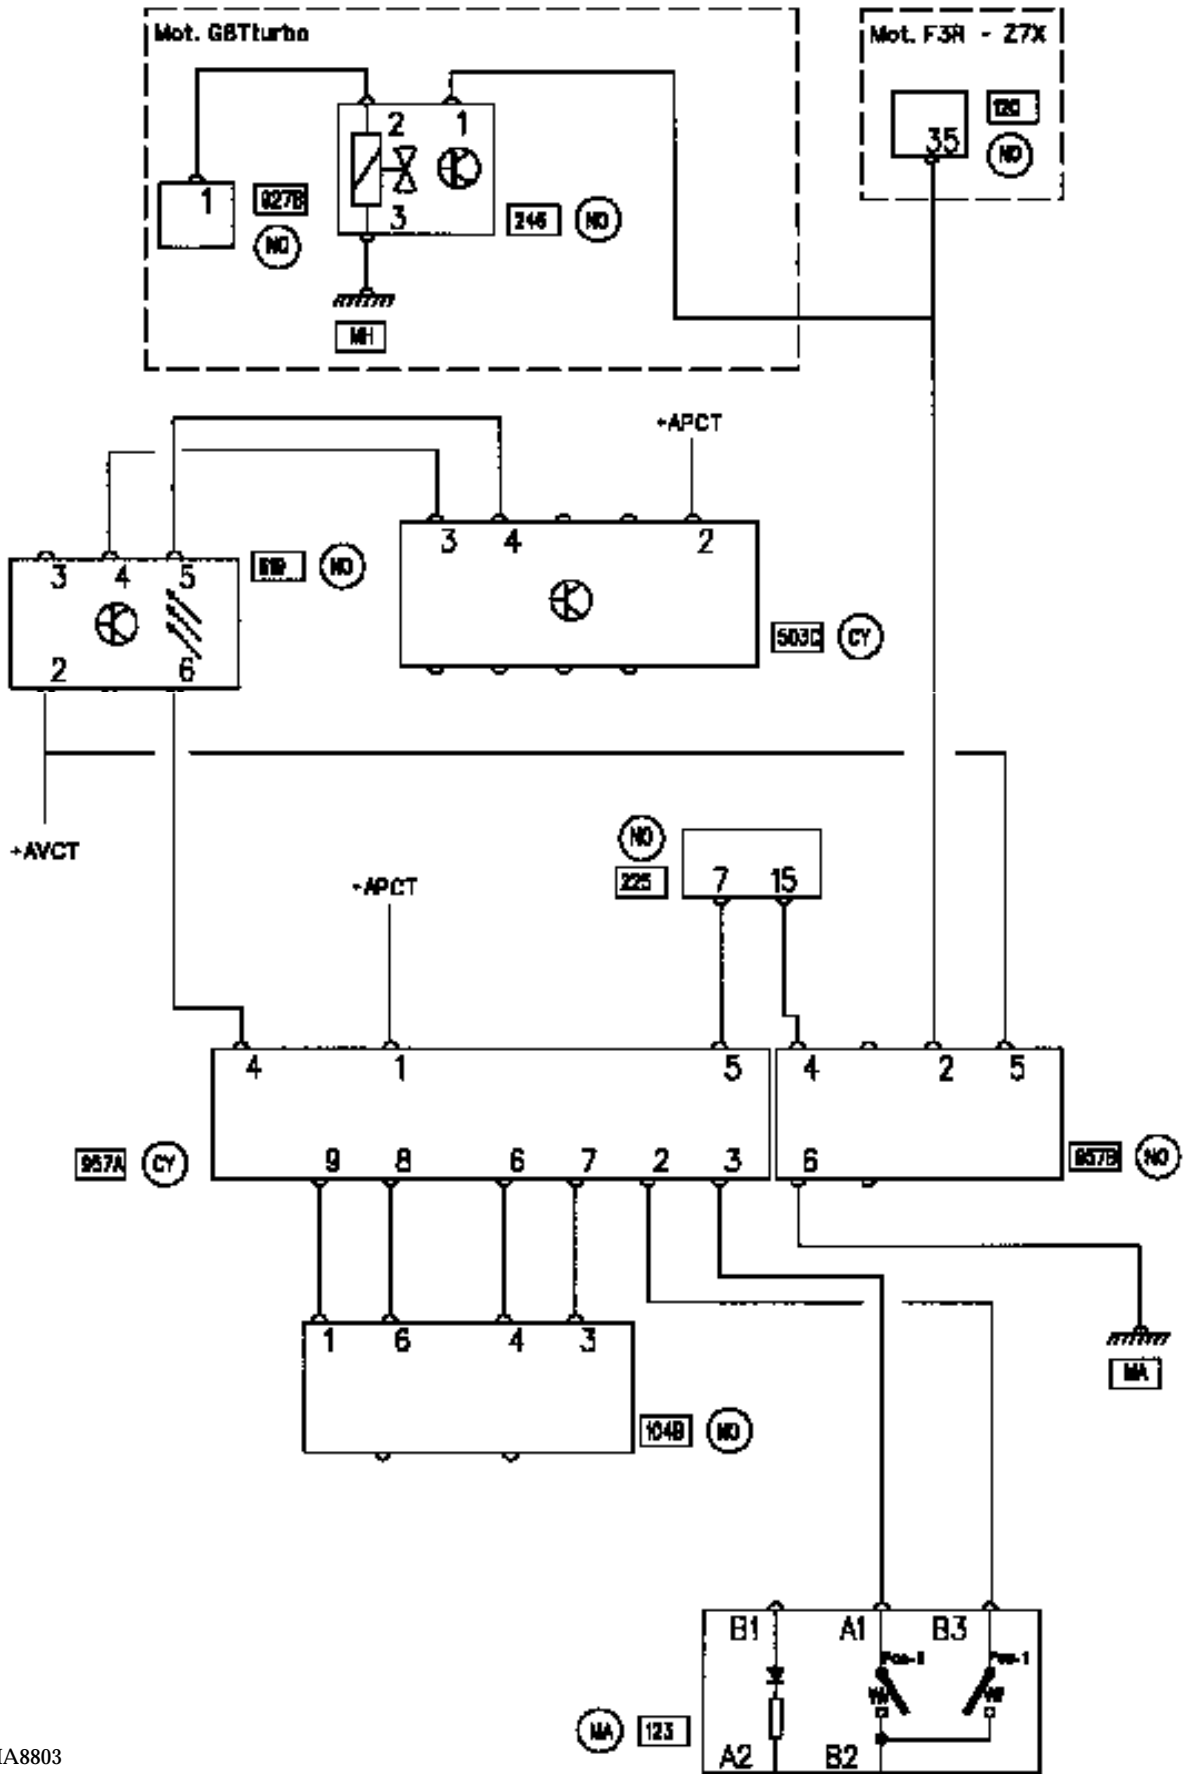 Mot. G8Tturbo
Mot. F3R - Z7X
2 1
120
35
NO
1
927B
3
246 NO
NO
MH
+APCT
3 4 2
919 NO
3 4 5
503C CY
2 6
+AVCT
NO
+APCT
225
7 15
4 1 5 4 2 5
957A CY
9 8 6 7 2 3 6
957B NO
1 6 4 3
MA
104B NO
B1 A1 B3
MA 123
A2 B2
IA8803